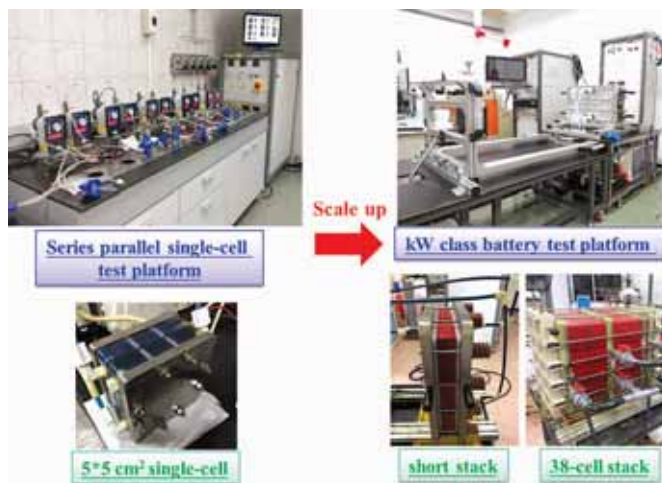 Series parallel single-cell
test platform
Scale up
kW class battery test platform
5*5 cm² single-cell
short stack
38-cell stack